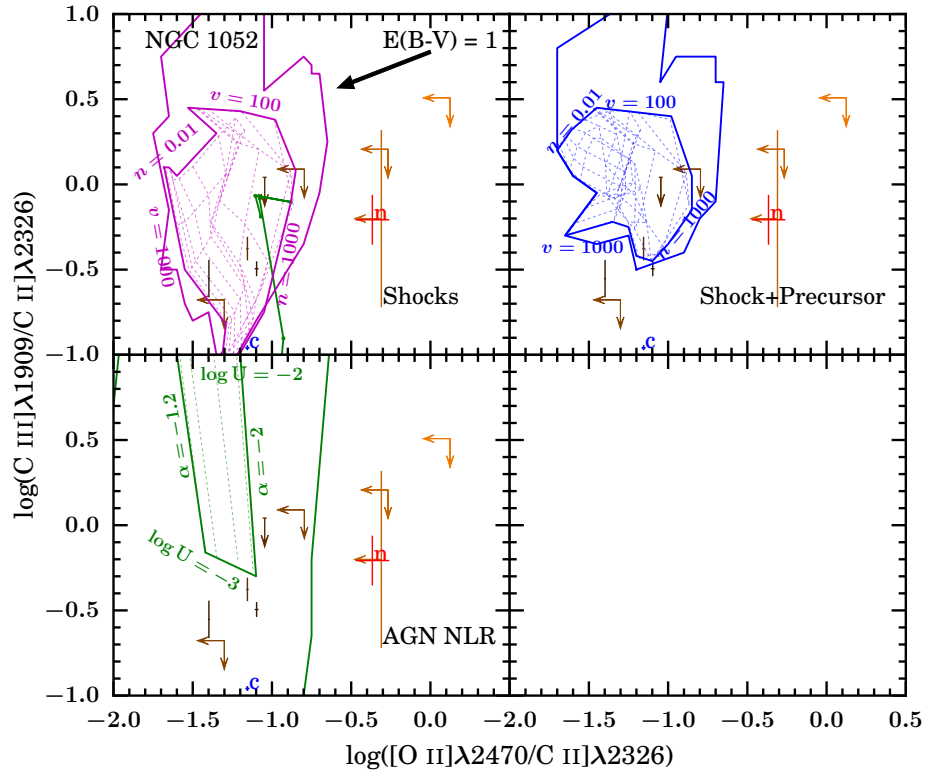 NGC 1052
E(B-V) = 1
v = 100
n = 0.01
v = 1000
n = 1000
Shocks
c
n
1.0
0.5
0.0
−0.5
−1.0
v = 100
n = 0.01
v = 1000
n = 1000
Shock+Precursor
c
n
log U = −2
α = −1.2
α = −2
log U = −3
AGN NLR
c
n
0.5
0.0
−0.5
−1.0
−2.0 −1.5 −1.0 −0.5 0.0 −2.0 −1.5 −1.0 −0.5 0.0 0.5
log([O II]λ2470/C II]λ2326)
log(C III]λ1909/C II]λ2326)